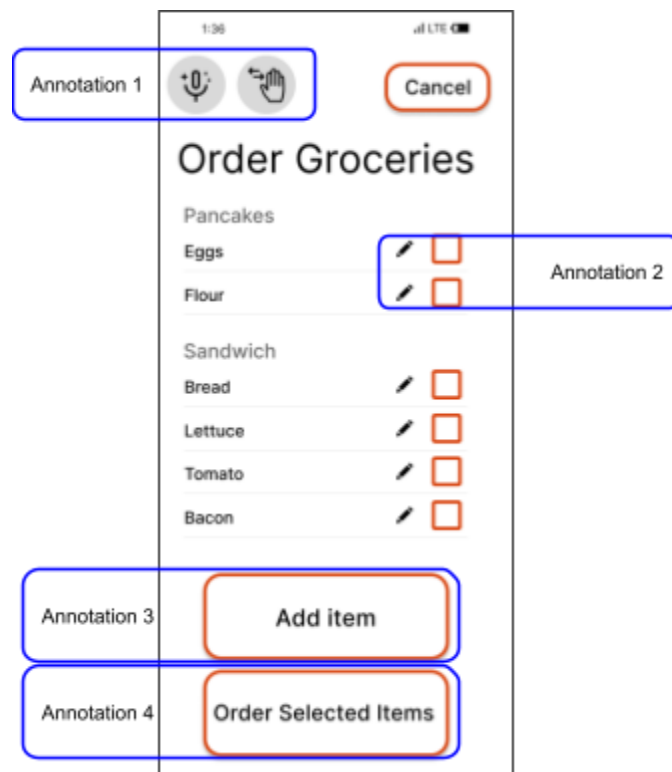 1:36
LTE
Annotation 1
Cancel
Order Groceries
Pancakes
Eggs
Annotation 2
Flour
Sandwich
Bread
Lettuce
Tomato
Bacon
Annotation 3
Add item
Annotation 4
Order Selected Items